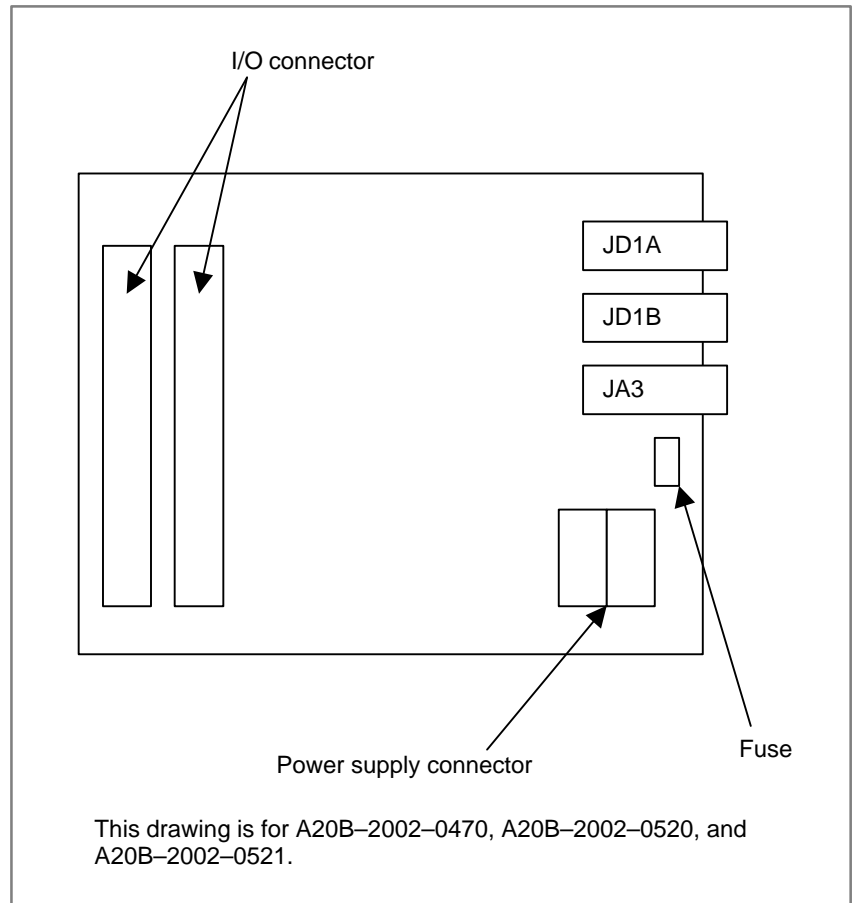 I/O connector
JD1A
JD1B
JA3
Fuse
Power supply connector
This drawing is for A20B–2002–0470, A20B–2002–0520, and
A20B–2002–0521.